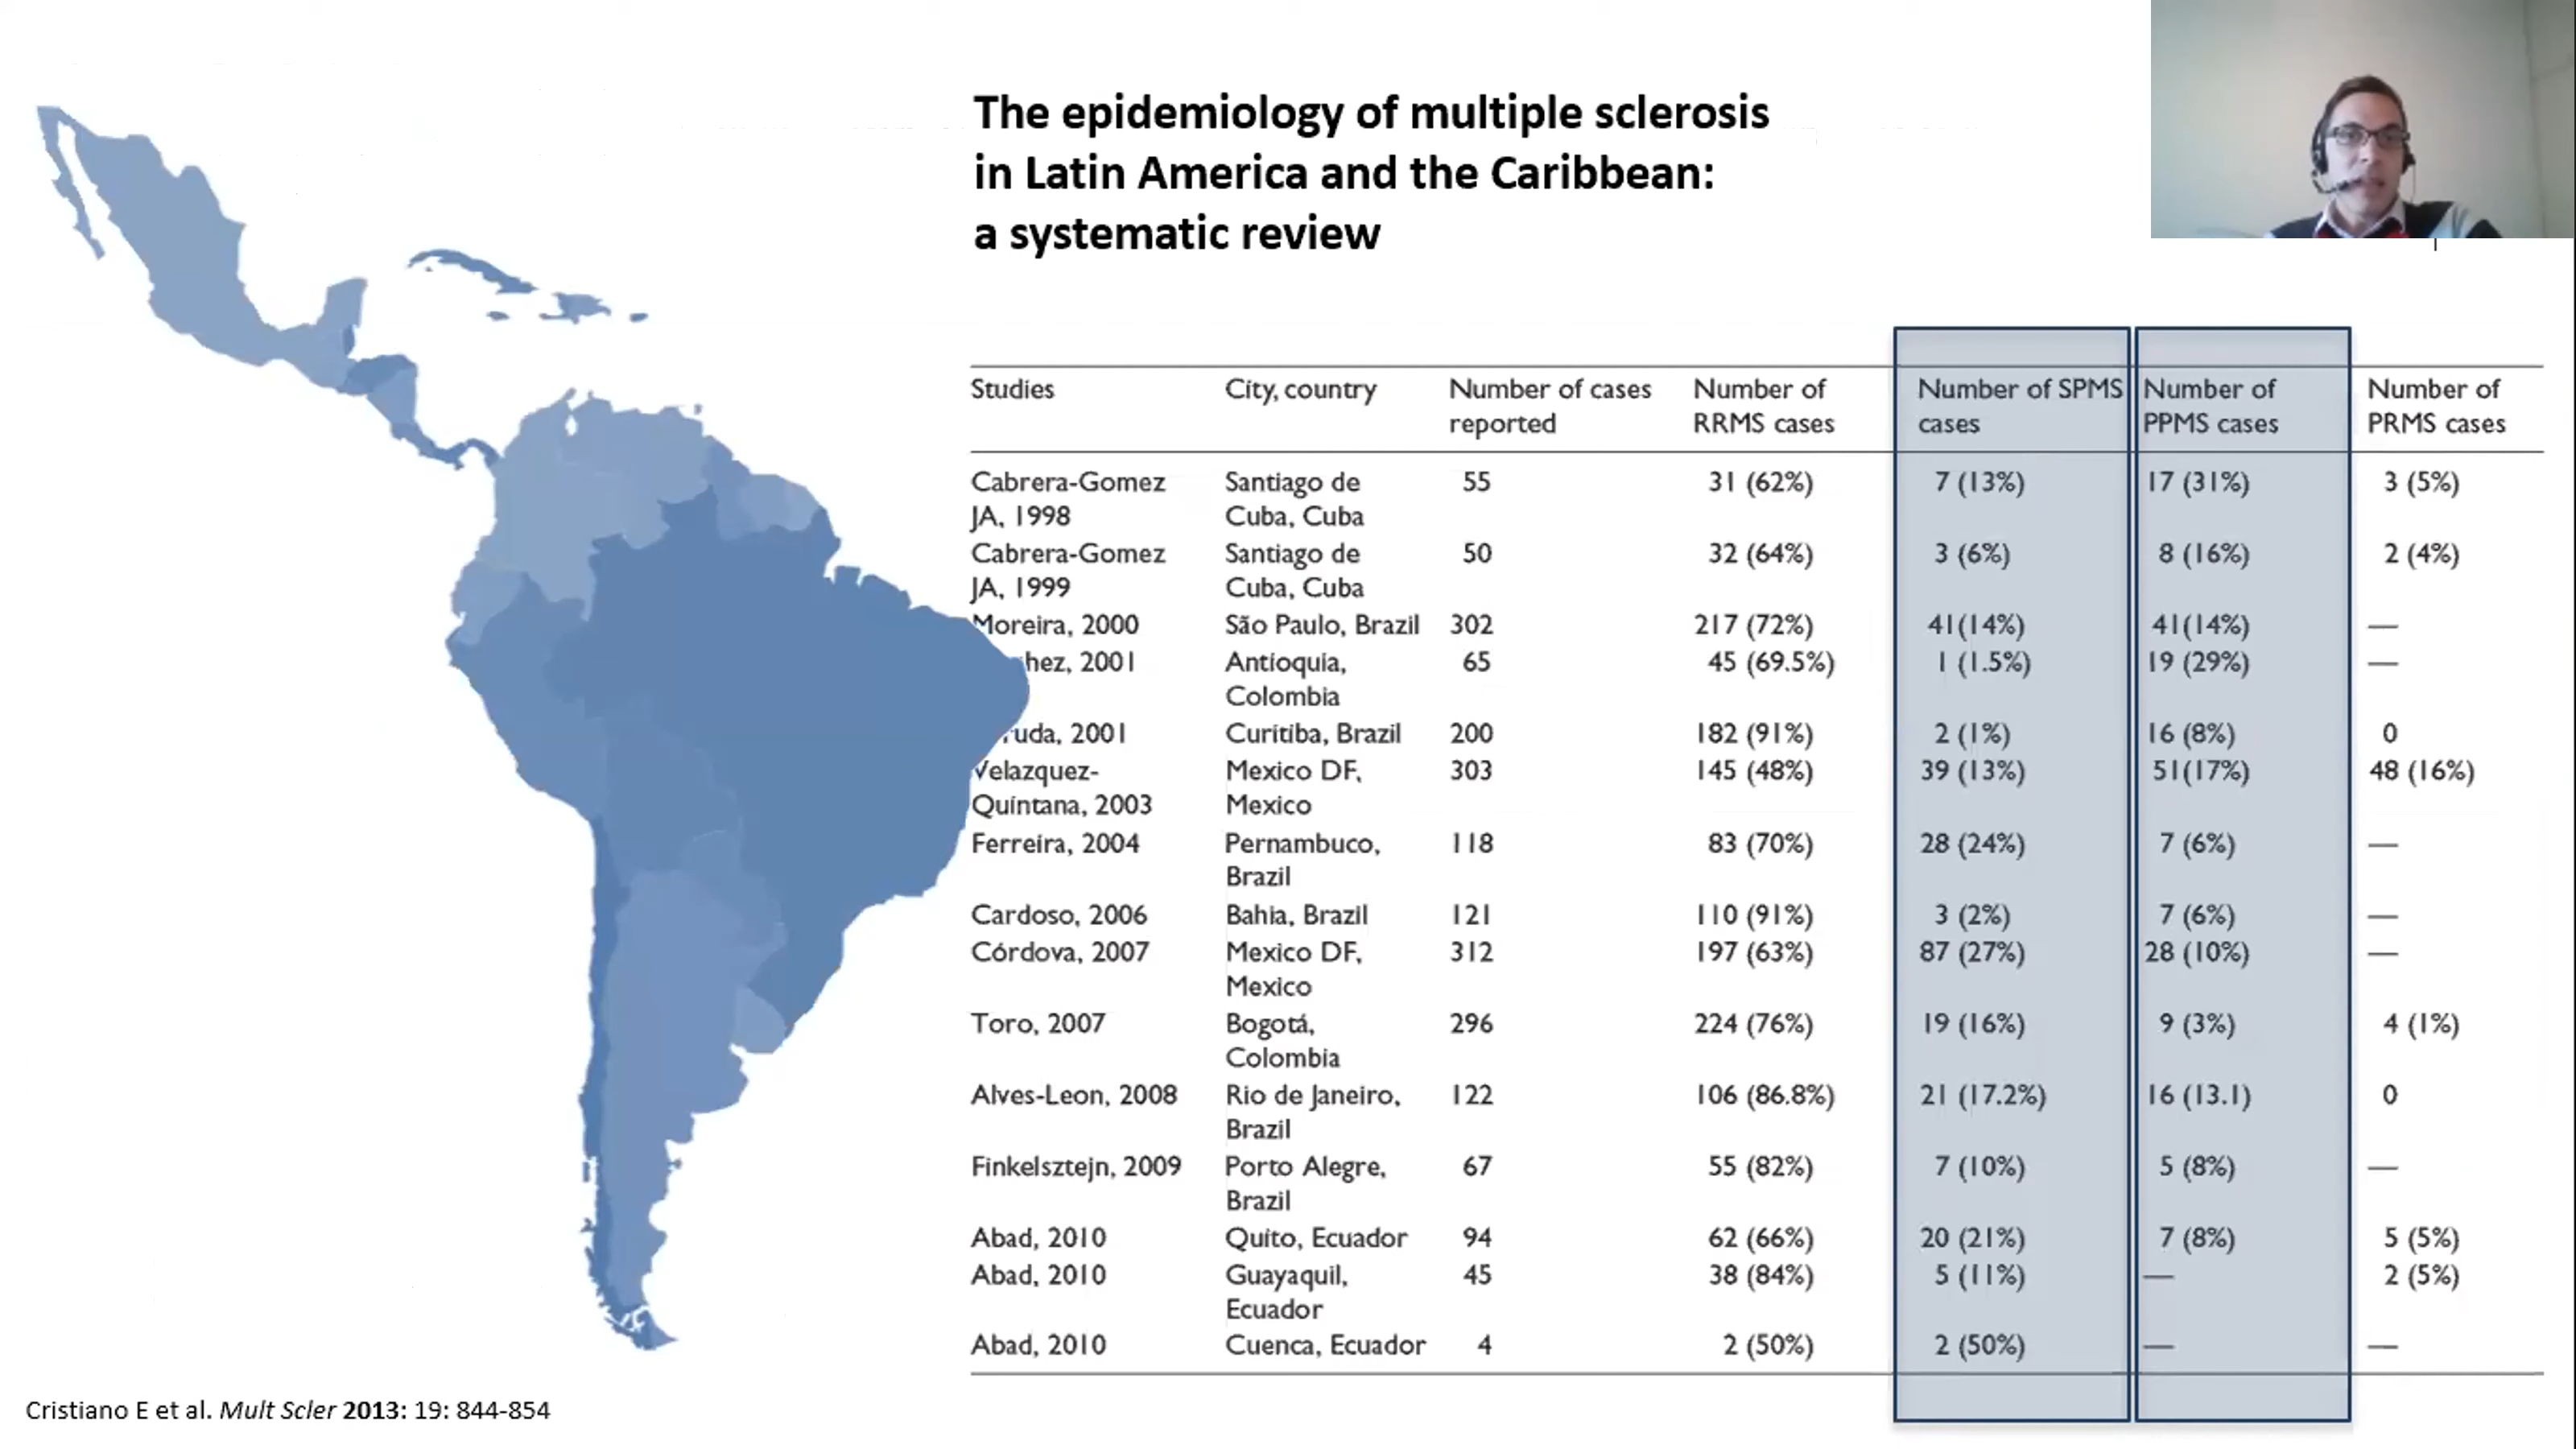 The epidemiology of multiple sclerosis
in Latin America and the Caribbean:
a systematic review
Studies City, country Number of cases reported Number of RRMS cases Number of SPMS cases Number of PPMS cases Number of PRMS cases
Cabrera-Gomez JA, 1998 Santiago de Cuba, Cuba 55 31 (62%) 7 (13%) 17 (31%) 3 (5%)
Cabrera-Gomez JA, 1999 Santiago de Cuba, Cuba 50 32 (64%) 3 (6%) 8 (16%) 2 (4%)
Moreira, 2000 São Paulo, Brazil 302 217 (72%) 41(14%) 41(14%) —
2001 Antioquia, Colombia 65 45 (69.5%) 1 (1.5%) 19 (29%) —
2001 Curitiba, Brazil 200 182 (91%) 2 (1%) 16 (8%) 0
Velazquez-Quintana, 2003 Mexico DF, Mexico 303 145 (48%) 39 (13%) 51(17%) 48 (16%)
Ferreira, 2004 Pernambuco, Brazil 118 83 (70%) 28 (24%) 7 (6%) —
Cardoso, 2006 Bahia, Brazil 121 110 (91%) 3 (2%) 7 (6%) —
Córdova, 2007 Mexico DF, Mexico 312 197 (63%) 87 (27%) 28 (10%) —
Toro, 2007 Bogotá, Colombia 296 224 (76%) 19 (16%) 9 (3%) 4 (1%)
Alves-Leon, 2008 Rio de Janeiro, Brazil 122 106 (86.8%) 21 (17.2%) 16 (13.1) 0
Finkelsztejn, 2009 Porto Alegre, Brazil 67 55 (82%) 7 (10%) 5 (8%) —
Abad, 2010 Quito, Ecuador 94 62 (66%) 20 (21%) 7 (8%) 5 (5%)
Abad, 2010 Guayaquil, Ecuador 45 38 (84%) 5 (11%) — 2 (5%)
Abad, 2010 Cuenca, Ecuador 4 2 (50%) 2 (50%) — —
Cristiano E et al. Mult Scler 2013: 19: 844-854